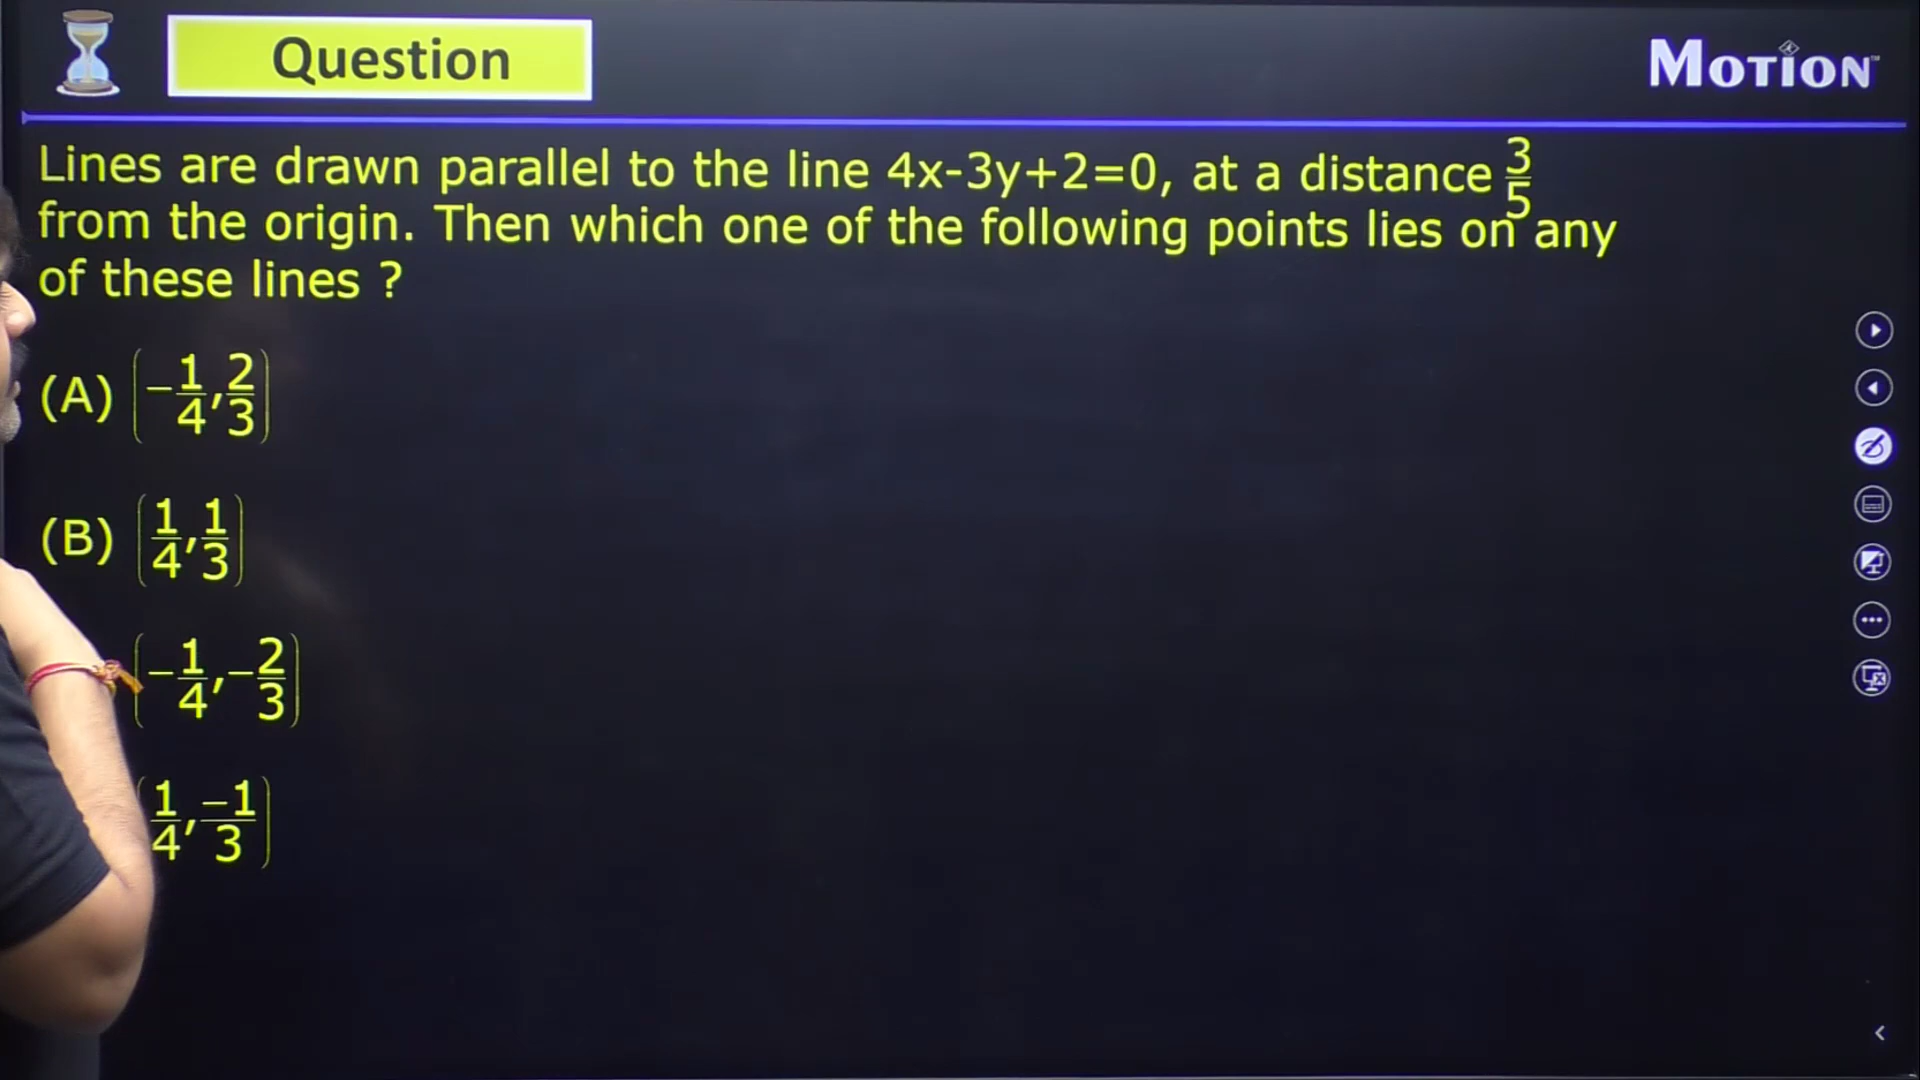 Question
MOTION™
Lines are drawn parallel to the line 4x-3y+2=0, at a distance 3/5
from the origin. Then which one of the following points lies on any
of these lines ?
(A) (-1/4, 2/3)
(B) (1/4, 1/3)
(-1/4, -2/3)
(1/4, -1/3)